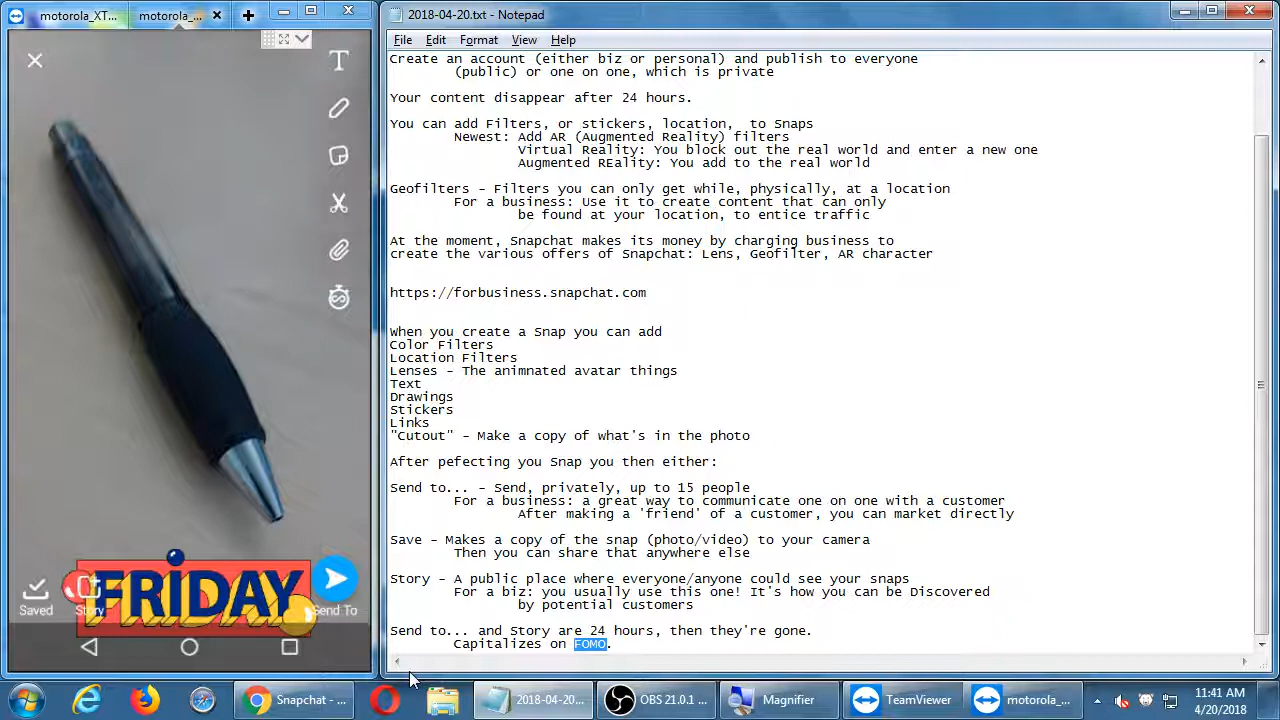 motorola_XT...
motorola_...
2018-04-20.txt - Notepad
File Edit Format View Help
Create an account (either biz or personal) and publish to everyone
(public) or one on one, which is private
Your content disappear after 24 hours.
You can add Filters, or stickers, location,  to Snaps
Newest: Add AR (Augmented Reality) filters
Virtual Reality: You block out the real world and enter a new one
Augmented REality: You add to the real world
Geofilters - Filters you can only get while, physically, at a location
For a business: Use it to create content that can only
be found at your location, to entice traffic
At the moment, Snapchat makes its money by charging business to
create the various offers of Snapchat: Lens, Geofilter, AR character
https://forbusiness.snapchat.com
When you create a Snap you can add
Color Filters
Location Filters
Lenses - The animnated avatar things
Text
Drawings
Stickers
Links
"Cutout" - Make a copy of what's in the photo
After pefecting you Snap you then either:
Send to... - Send, privately, up to 15 people
For a business: a great way to communicate one on one with a customer
After making a 'friend' of a customer, you can market directly
Save - Makes a copy of the snap (photo/video) to your camera
Then you can share that anywhere else
Story - A public place where everyone/anyone could see your snaps
For a biz: you usually use this one! It's how you can be Discovered
by potential customers
Send to... and Story are 24 hours, then they're gone.
Capitalizes on FOMO.
T
FRiDAY
Saved Story Send To
Snapchat - ...
2018-04-20...
OBS 21.0.1 ...
Magnifier
TeamViewer
motorola_...
11:41 AM
4/20/2018